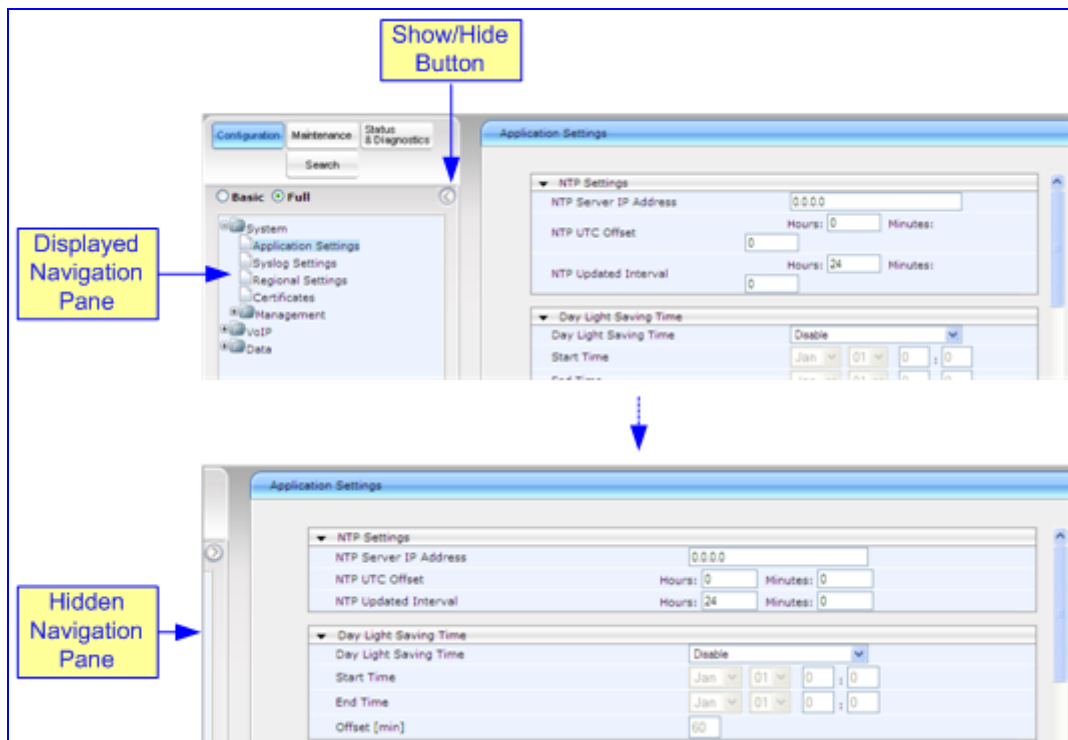 Show/Hide
Button
Configuration Maintenance Status
& Diagnostics
Search
Basic Full
Displayed
Navigation
Pane
System
Application Settings
Syslog Settings
Regional Settings
Certificates
Management
VoIP
Data
Application Settings
NTP Settings
NTP Server IP Address 0.0.0.0
NTP UTC Offset Hours: 0 Minutes:
0
NTP Updated Interval Hours: 24 Minutes:
0
Day Light Saving Time
Day Light Saving Time Disable
Start Time Jan 01 0 : 0
End Time Jan 01 0 : 0
Hidden
Navigation
Pane
Application Settings
NTP Settings
NTP Server IP Address 0.0.0.0
NTP UTC Offset Hours: 0 Minutes: 0
NTP Updated Interval Hours: 24 Minutes: 0
Day Light Saving Time
Day Light Saving Time Disable
Start Time Jan 01 0 : 0
End Time Jan 01 0 : 0
Offset [min] 60